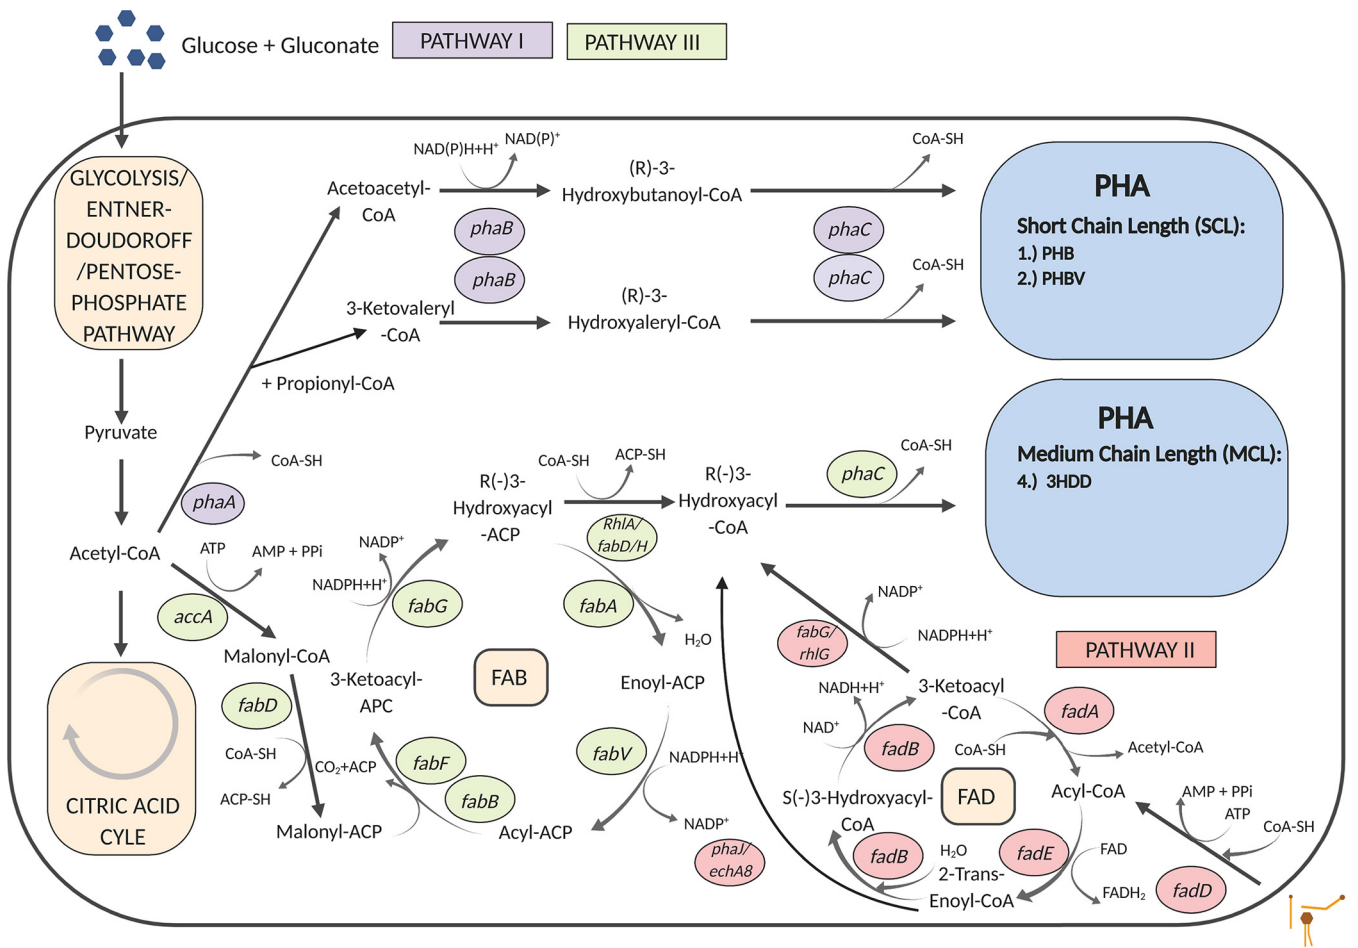 Glucose + Gluconate
PATHWAY I
PATHWAY III
GLYCOLYSIS/
ENTNER-
DOUDOROFF
/PENTOSE-
PHOSPHATE
PATHWAY
Pyruvate
Acetyl-CoA
CITRIC ACID
CYLE
Acetoacetyl-
CoA
NAD(P)H+H⁺
NAD(P)⁺
phaB
phaB
(R)-3-
Hydroxybutanoyl-CoA
CoA-SH
phaC
phaC
CoA-SH
3-Ketovaleryl
-CoA
(R)-3-
Hydroxyaleryl-CoA
+ Propionyl-CoA
CoA-SH
phaA
PHA
Short Chain Length (SCL):
1.) PHB
2.) PHBV
PHA
Medium Chain Length (MCL):
4.) 3HDD
ATP
AMP + PPi
accA
Malonyl-CoA
fabD
CoA-SH
ACP-SH
CO₂+ACP
Malonyl-ACP
NADP⁺
NADPH+H⁺
fabG
3-Ketoacyl-
APC
fabF
fabB
Acyl-ACP
FAB
R(-)3-
Hydroxyacyl
-ACP
CoA-SH
ACP-SH
RhlA/
fabD/H
fabA
H₂O
Enoyl-ACP
fabV
NADPH+H⁺
NADP⁺
phaJ/
echA8
R(-)3-
Hydroxyacyl
-CoA
phaC
CoA-SH
NADP⁺
NADPH+H⁺
fabG/
rhlG
PATHWAY II
3-Ketoacyl
-CoA
NADH+H⁺
NAD⁺
fadB
CoA-SH
fadA
Acetyl-CoA
FAD
Acyl-CoA
S(-)3-Hydroxyacyl-
CoA
fadB
H₂O
2-Trans-
Enoyl-CoA
fadE
FAD
FADH₂
AMP + PPi
ATP
CoA-SH
fadD